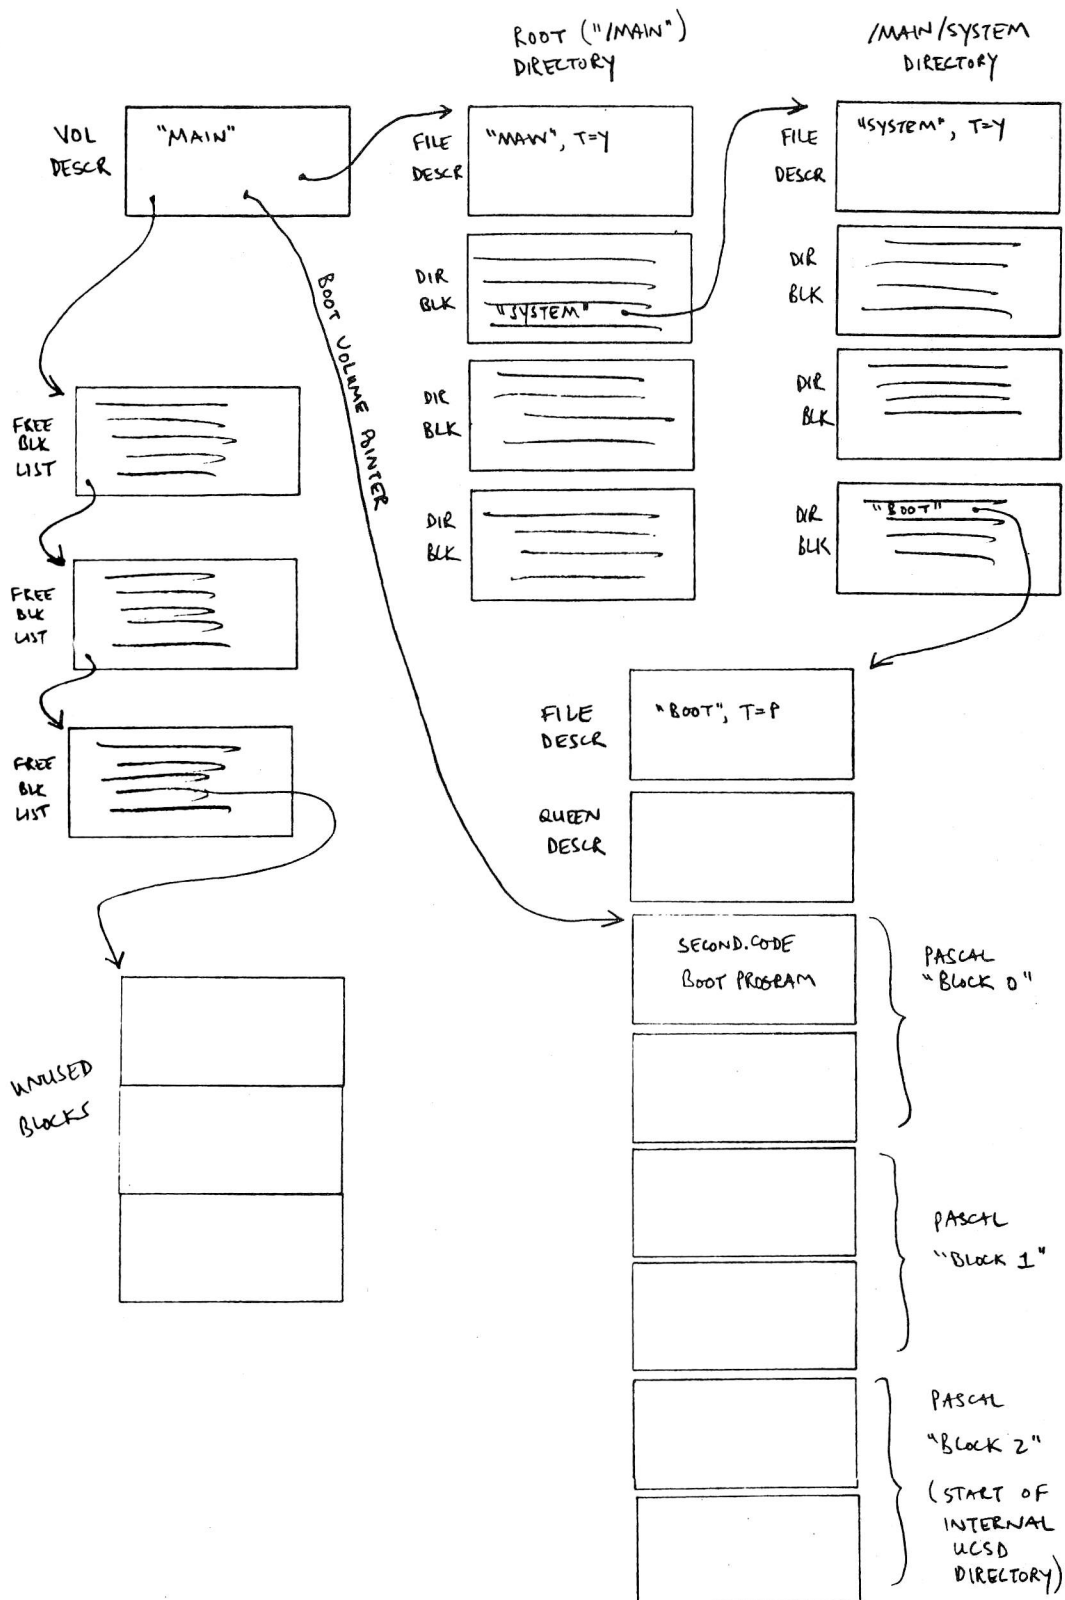 ROOT ("/MAIN")
DIRECTORY
/MAIN/SYSTEM
DIRECTORY
VOL
DESCR
"MAIN"
FILE
DESCR
"MAIN", T=Y
FILE
DESCR
"SYSTEM", T=Y
DIR
BLK
"SYSTEM"
DIR
BLK
DIR
BLK
DIR
BLK
DIR
BLK
DIR
BLK
"BOOT"
BOOT VOLUME POINTER
FREE
BLK
LIST
FREE
BLK
LIST
FREE
BLK
LIST
UNUSED
BLOCKS
FILE
DESCR
"BOOT", T=P
QUEEN
DESCR
SECOND.CODE
BOOT PROGRAM
PASCAL
"BLOCK 0"
PASCAL
"BLOCK 1"
PASCAL
"BLOCK 2"
(START OF
INTERNAL
UCSD
DIRECTORY)